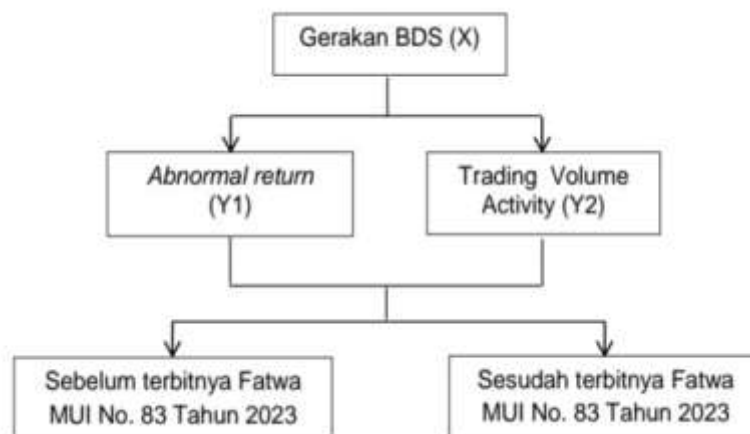 Gerakan BDS (X)
Abnormal return
(Y1)
Trading Volume
Activity (Y2)
Sebelum terbitnya Fatwa
MUI No. 83 Tahun 2023
Sesudah terbitnya Fatwa
MUI No. 83 Tahun 2023